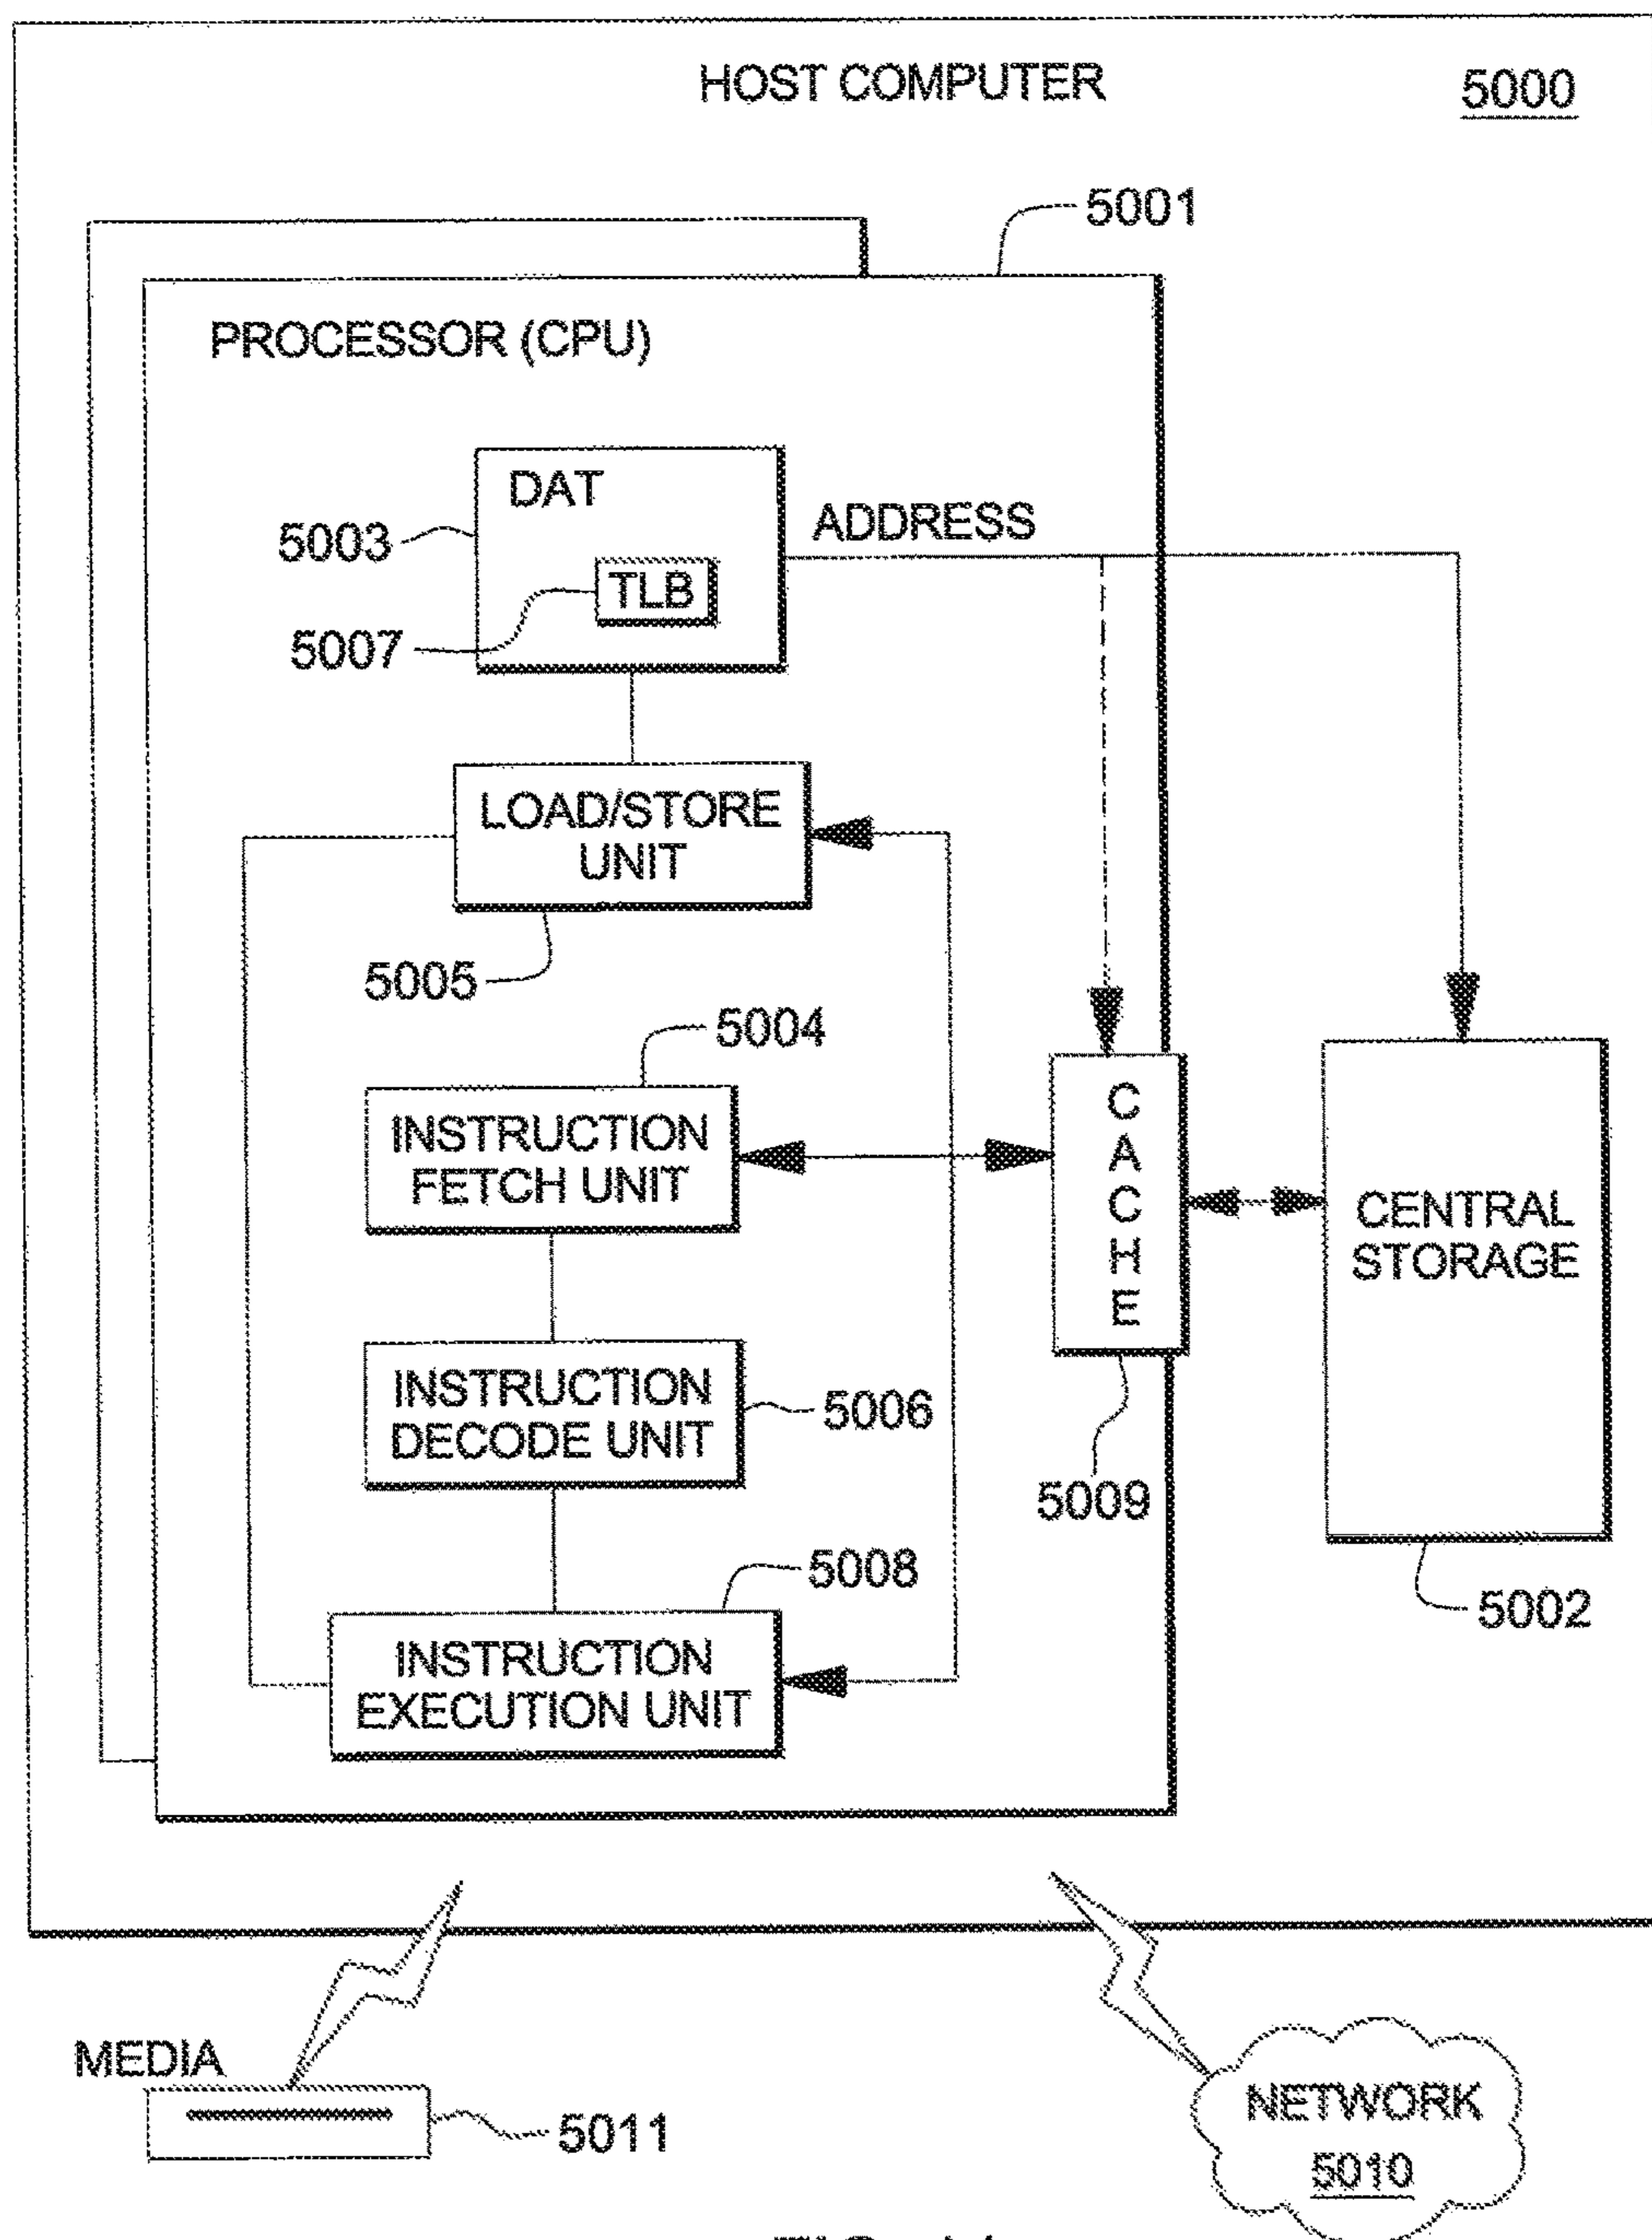 HOST COMPUTER
5000
5001
PROCESSOR (CPU)
DAT
5003
ADDRESS
TLB
5007
LOAD/STORE
UNIT
5005
5004
INSTRUCTION
FETCH UNIT
CACHE
CENTRAL
STORAGE
INSTRUCTION
DECODE UNIT
5006
5009
5008
5002
INSTRUCTION
EXECUTION UNIT
MEDIA
5011
NETWORK
5010